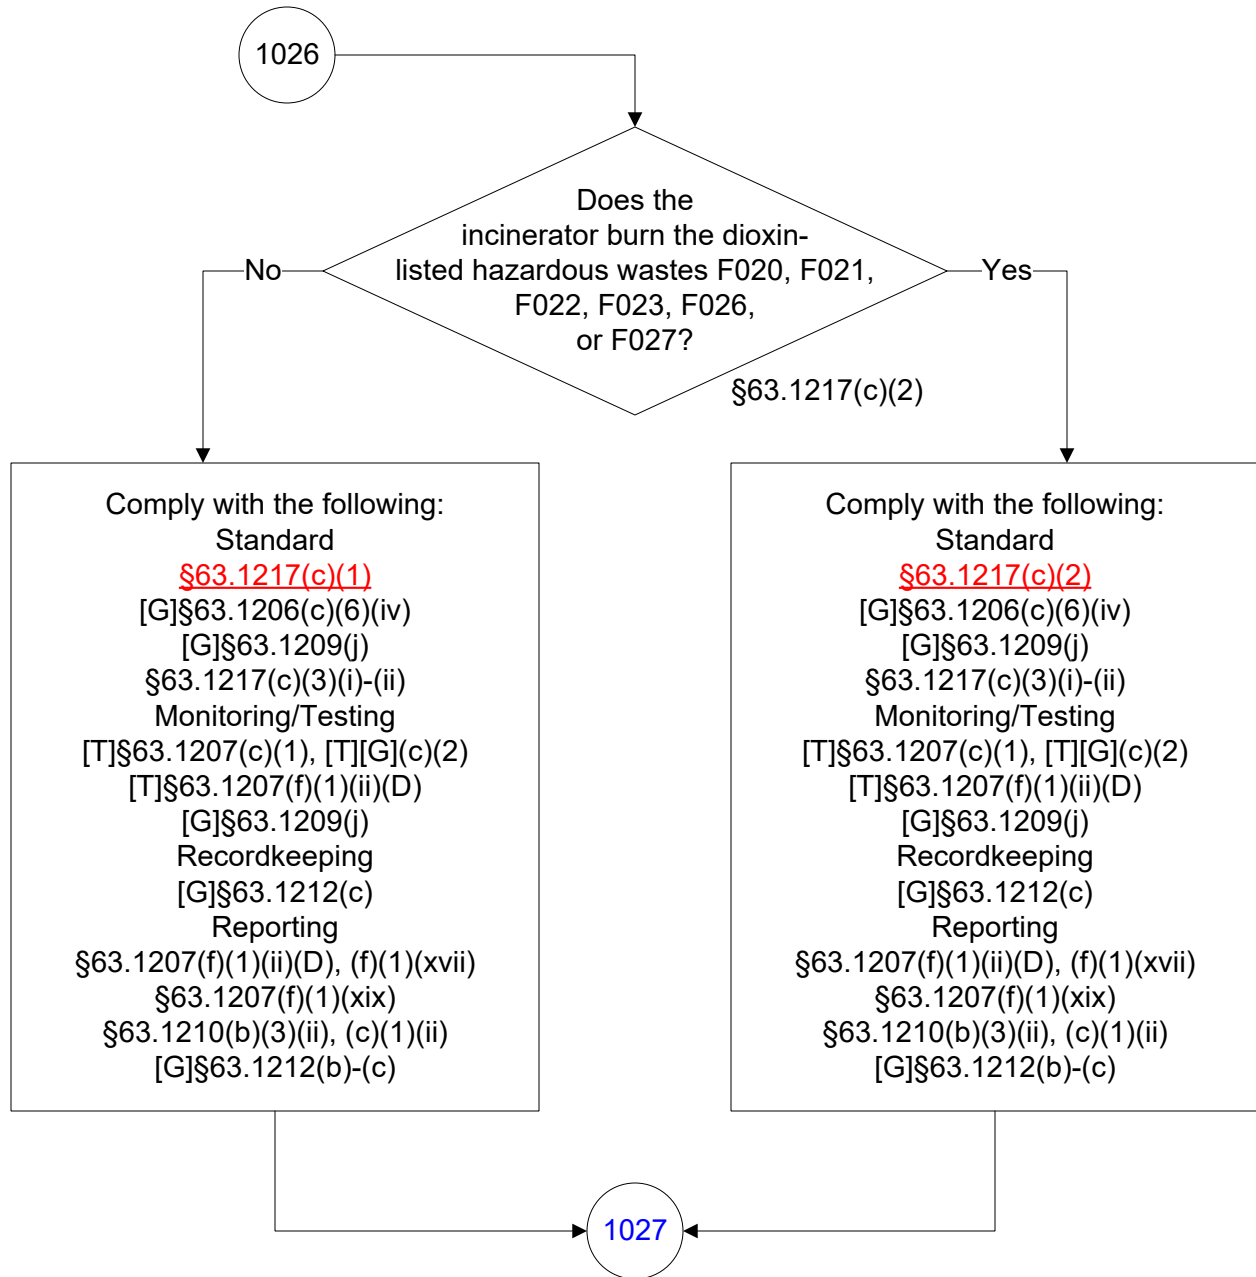 1026
Does the
incinerator burn the dioxin-
listed hazardous wastes F020, F021,
F022, F023, F026,
or F027?
No
Yes
§63.1217(c)(2)
Comply with the following:
Standard
§63.1217(c)(1)
[G]§63.1206(c)(6)(iv)
[G]§63.1209(j)
§63.1217(c)(3)(i)-(ii)
Monitoring/Testing
[T]§63.1207(c)(1), [T][G](c)(2)
[T]§63.1207(f)(1)(ii)(D)
[G]§63.1209(j)
Recordkeeping
[G]§63.1212(c)
Reporting
§63.1207(f)(1)(ii)(D), (f)(1)(xvii)
§63.1207(f)(1)(xix)
§63.1210(b)(3)(ii), (c)(1)(ii)
[G]§63.1212(b)-(c)
Comply with the following:
Standard
§63.1217(c)(2)
[G]§63.1206(c)(6)(iv)
[G]§63.1209(j)
§63.1217(c)(3)(i)-(ii)
Monitoring/Testing
[T]§63.1207(c)(1), [T][G](c)(2)
[T]§63.1207(f)(1)(ii)(D)
[G]§63.1209(j)
Recordkeeping
[G]§63.1212(c)
Reporting
§63.1207(f)(1)(ii)(D), (f)(1)(xvii)
§63.1207(f)(1)(xix)
§63.1210(b)(3)(ii), (c)(1)(ii)
[G]§63.1212(b)-(c)
1027